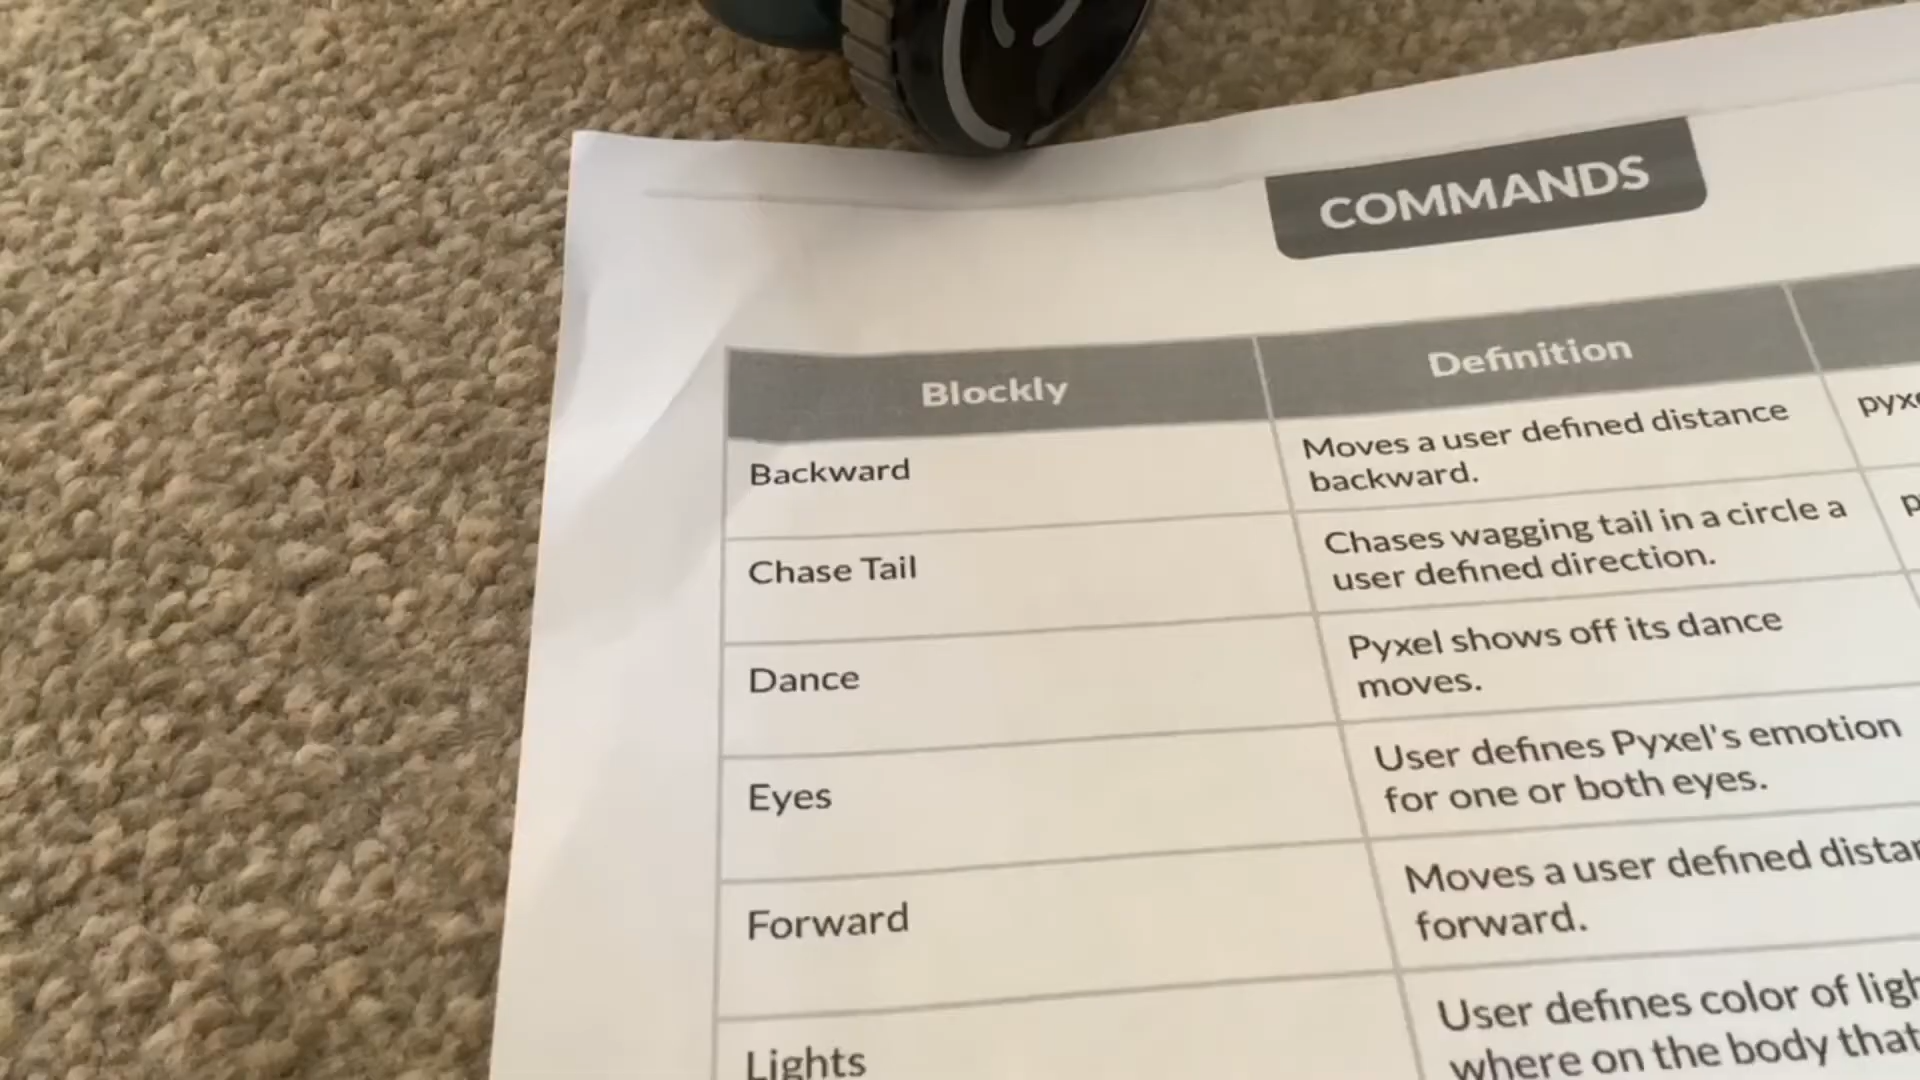 COMMANDS
Blockly
Definition
Backward
Moves a user defined distance
backward.
Chase Tail
Chases wagging tail in a circle a
user defined direction.
Dance
Pyxel shows off its dance
moves.
Eyes
User defines Pyxel's emotion
for one or both eyes.
Forward
Moves a user defined
forward.
Lights
User defines color of
where on the body that